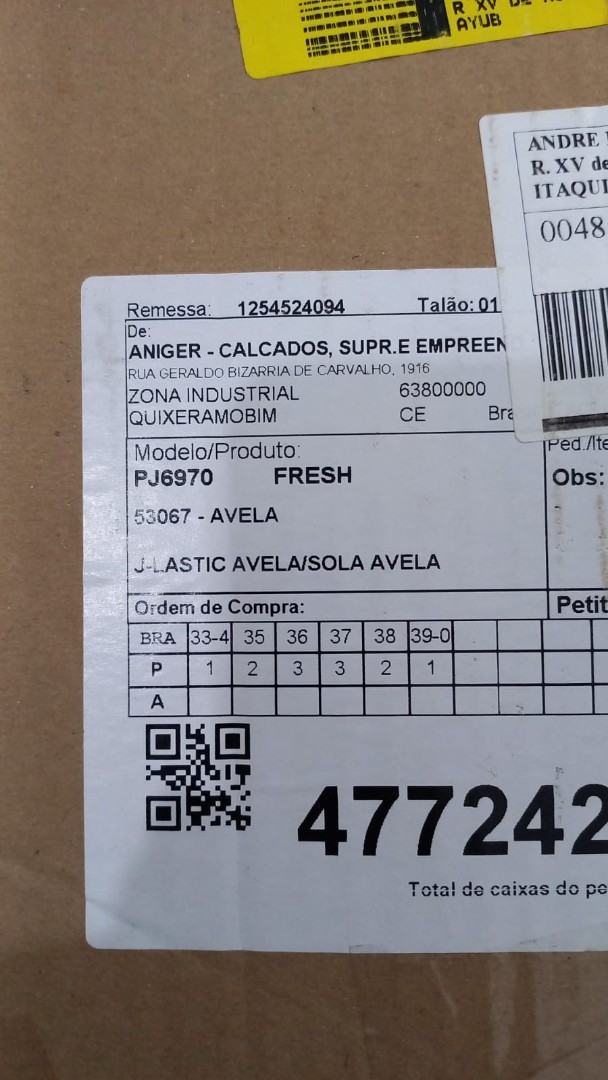 R XV DE
AYUB
ANDRE
R. XV de
ITAQUI
0048
Remessa: 1254524094 Talão: 01
De:
ANIGER - CALCADOS, SUPR.E EMPREEN
RUA GERALDO BIZARRIA DE CARVALHO, 1916
ZONA INDUSTRIAL 63800000
QUIXERAMOBIM CE Bra
Modelo/Produto: Ped./Ite
PJ6970 FRESH Obs:
53067 - AVELA
J-LASTIC AVELA/SOLA AVELA
Ordem de Compra: Petit
BRA 33-4 35 36 37 38 39-0
P 1 2 3 3 2 1
A
477242
Total de caixas do pe